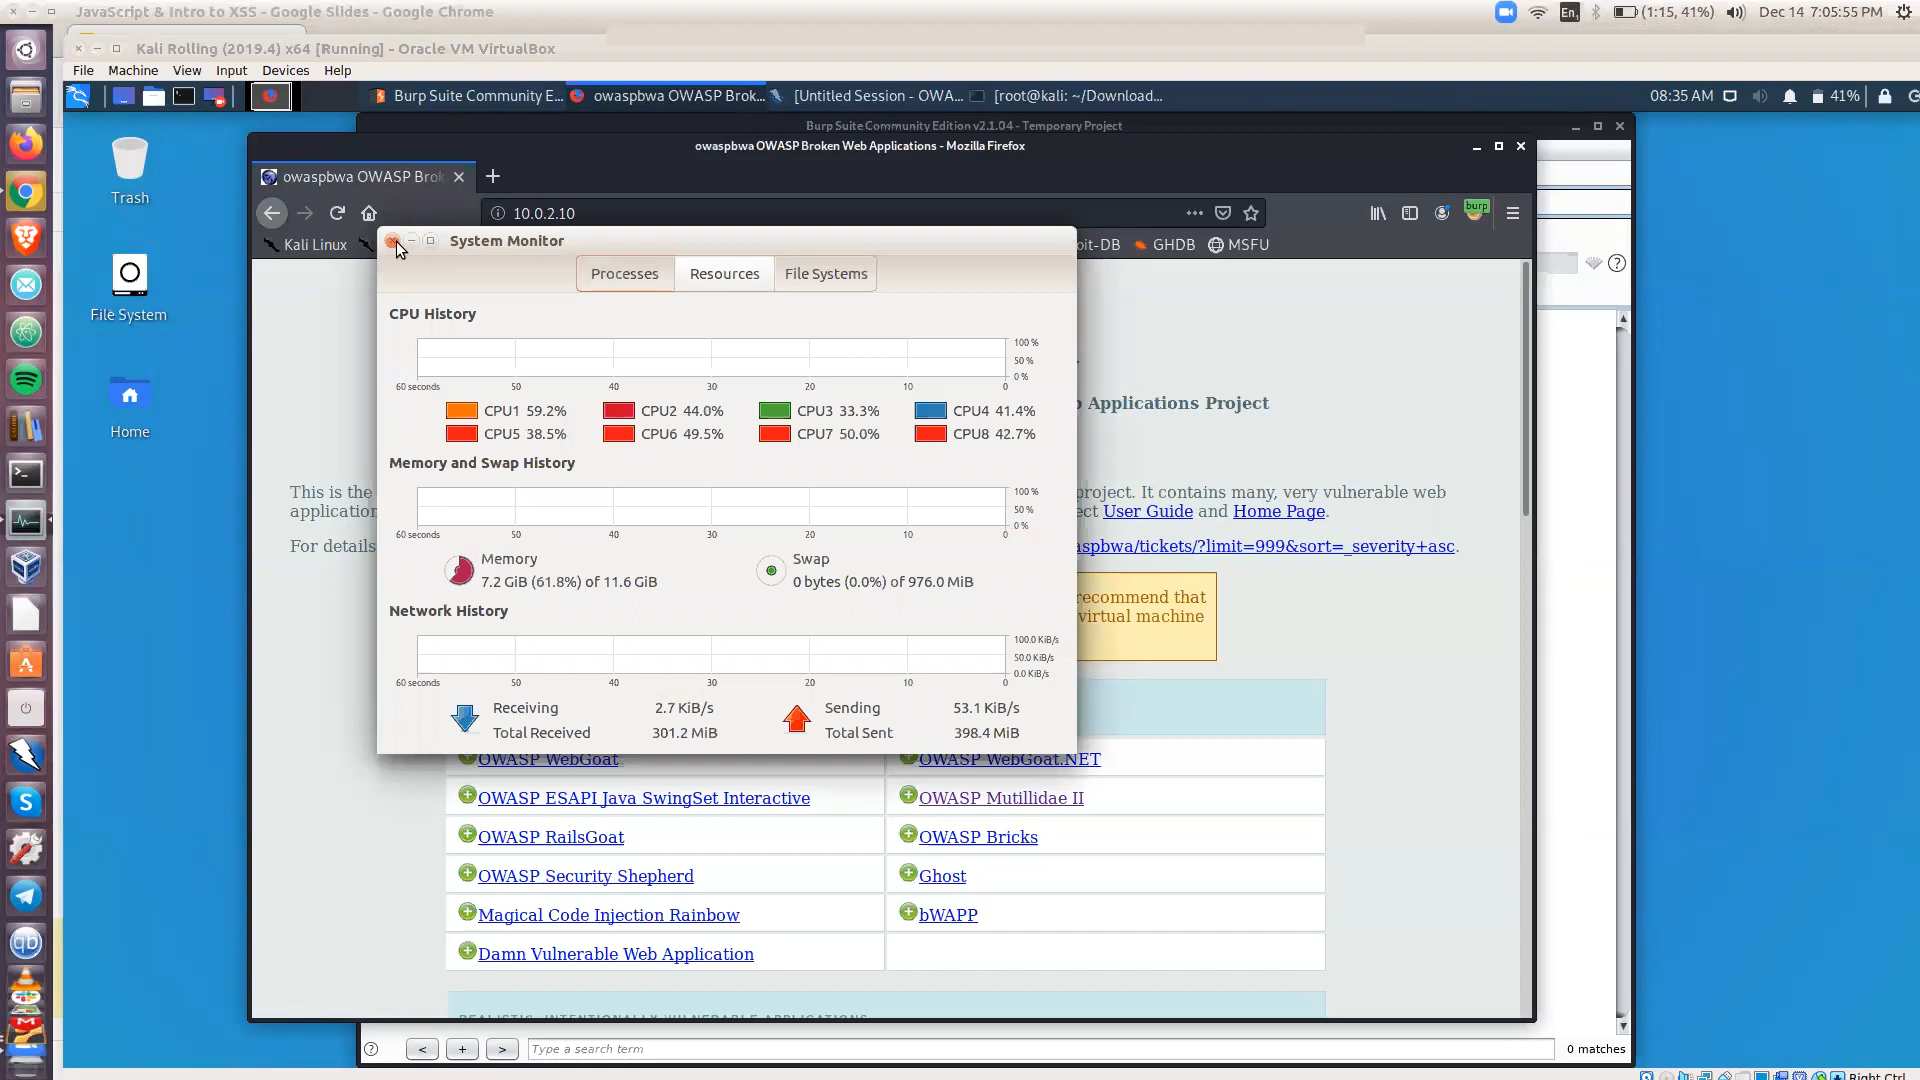 JavaScript & Intro to XSS - Google Slides - Google Chrome
En1 (1:15, 41%) Dec 14 7:05:55 PM
Kali Rolling (2019.4) x64 [Running] - Oracle VM VirtualBox
File Machine View Input Devices Help
Burp Suite Community E... owaspbwa OWASP Brok... [Untitled Session - OWA... [root@kali: ~/Download... 08:35 AM 41%
Burp Suite Community Edition v2.1.04 - Temporary Project
owaspbwa OWASP Broken Web Applications - Mozilla Firefox
owaspbwa OWASP Brok
10.0.2.10
burp
Kali Linux
oit-DB GHDB MSFU
Trash
File System
Home
System Monitor
Processes Resources File Systems
CPU History
100 %
50 %
0 %
60 seconds 50 40 30 20 10 0
CPU1 59.2% CPU2 44.0% CPU3 33.3% CPU4 41.4%
CPU5 38.5% CPU6 49.5% CPU7 50.0% CPU8 42.7%
Memory and Swap History
100 %
50 %
0 %
60 seconds 50 40 30 20 10 0
Memory
7.2 GiB (61.8%) of 11.6 GiB
Swap
0 bytes (0.0%) of 976.0 MiB
Network History
100.0 KiB/s
50.0 KiB/s
0.0 KiB/s
60 seconds 50 40 30 20 10 0
Receiving 2.7 KiB/s Sending 53.1 KiB/s
Total Received 301.2 MiB Total Sent 398.4 MiB
Applications Project
This is the project. It contains many, very vulnerable web
application ect User Guide and Home Page.
For details aspbwa/tickets/?limit=999&sort=_severity+asc.
recommend that
virtual machine
OWASP WebGoat OWASP WebGoat.NET
OWASP ESAPI Java SwingSet Interactive OWASP Mutillidae II
OWASP RailsGoat OWASP Bricks
OWASP Security Shepherd Ghost
Magical Code Injection Rainbow bWAPP
Damn Vulnerable Web Application
REALISTIC, INTENTIONALLY VULNERABLE APPLICATIONS
< + > Type a search term 0 matches
Right Ctrl